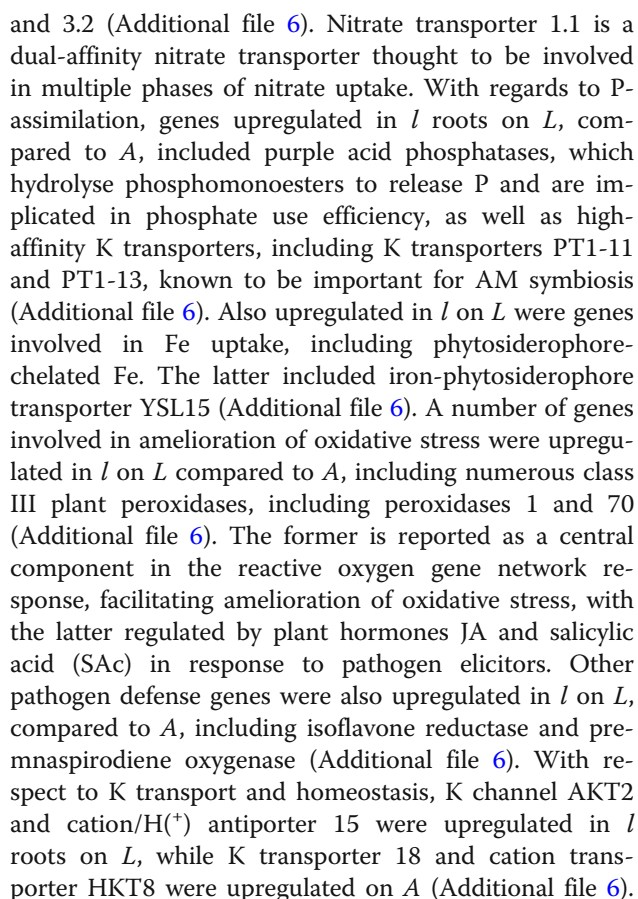 and 3.2 (Additional file 6). Nitrate transporter 1.1 is a
dual-affinity nitrate transporter thought to be involved
in multiple phases of nitrate uptake. With regards to P-
assimilation, genes upregulated in l roots on L, com-
pared to A, included purple acid phosphatases, which
hydrolyse phosphomonoesters to release P and are im-
plicated in phosphate use efficiency, as well as high-
affinity K transporters, including K transporters PT1-11
and PT1-13, known to be important for AM symbiosis
(Additional file 6). Also upregulated in l on L were genes
involved in Fe uptake, including phytosiderophore-
chelated Fe. The latter included iron-phytosiderophore
transporter YSL15 (Additional file 6). A number of genes
involved in amelioration of oxidative stress were upregu-
lated in l on L compared to A, including numerous class
III plant peroxidases, including peroxidases 1 and 70
(Additional file 6). The former is reported as a central
component in the reactive oxygen gene network re-
sponse, facilitating amelioration of oxidative stress, with
the latter regulated by plant hormones JA and salicylic
acid (SAc) in response to pathogen elicitors. Other
pathogen defense genes were also upregulated in l on L,
compared to A, including isoflavone reductase and pre-
mnaspirodiene oxygenase (Additional file 6). With re-
spect to K transport and homeostasis, K channel AKT2
and cation/H(⁺) antiporter 15 were upregulated in l
roots on L, while K transporter 18 and cation trans-
porter HKT8 were upregulated on A (Additional file 6).